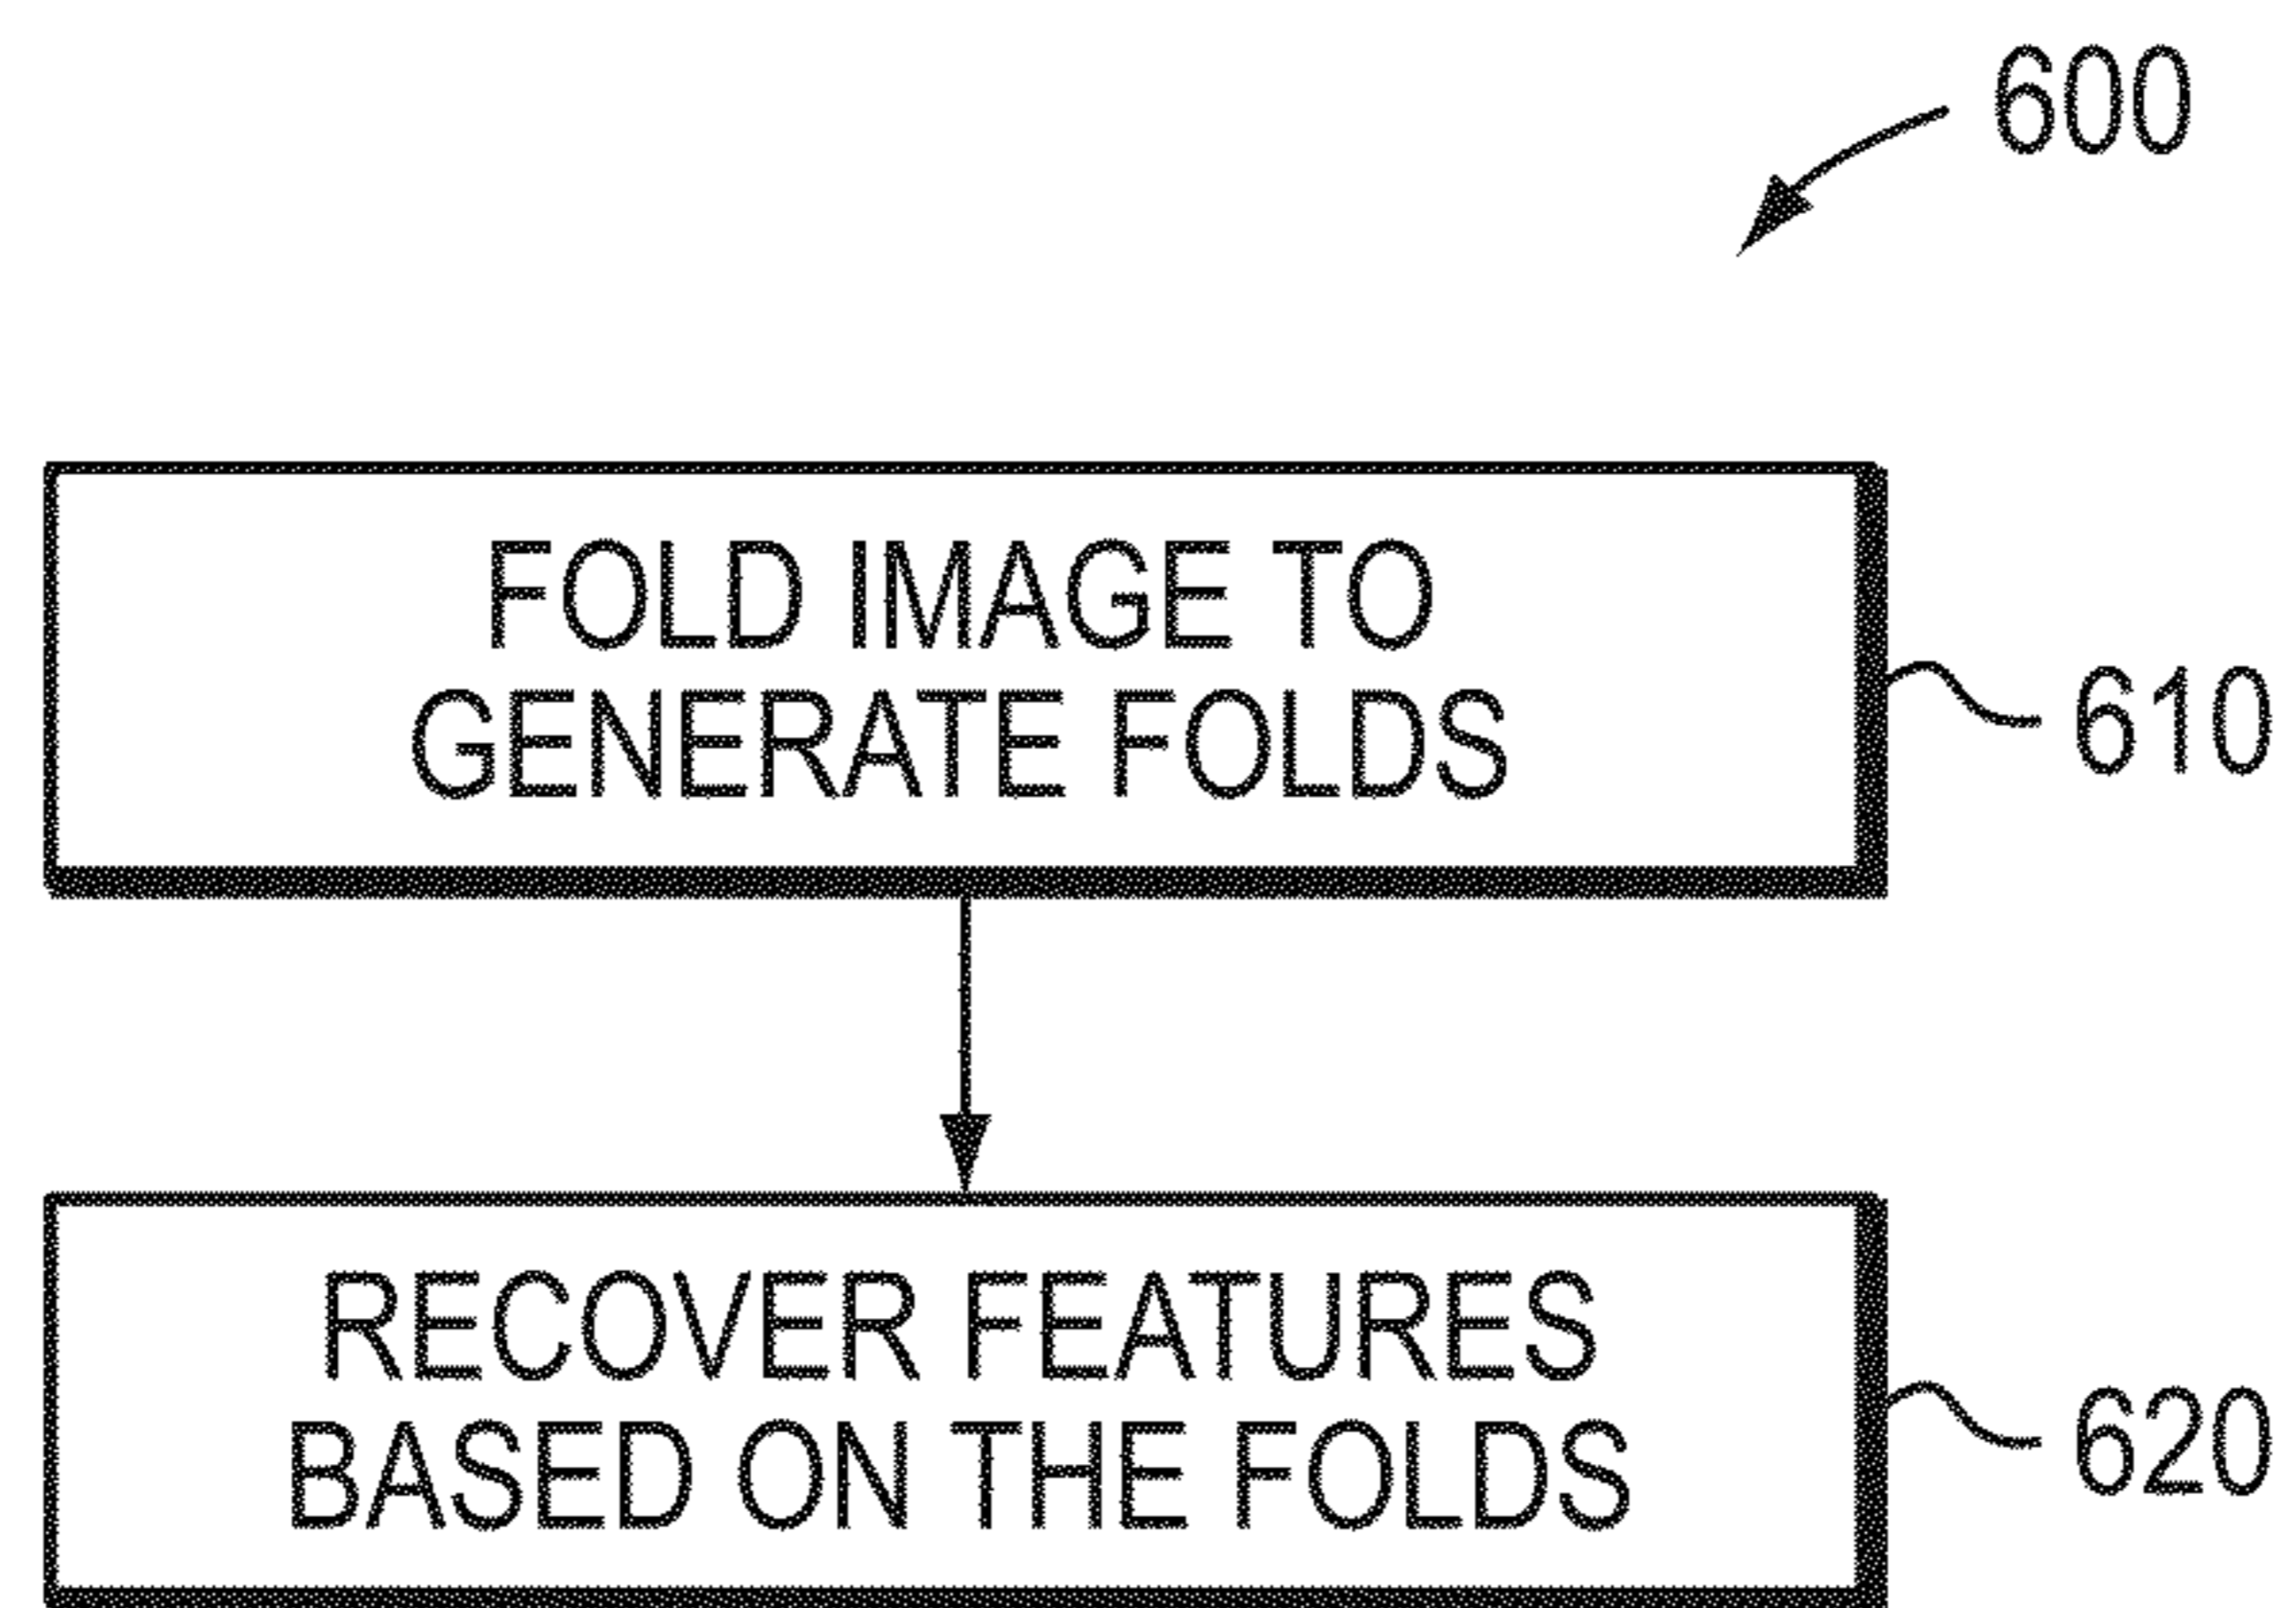 600
FOLD IMAGE TO
GENERATE FOLDS
610
RECOVER FEATURES
BASED ON THE FOLDS
620